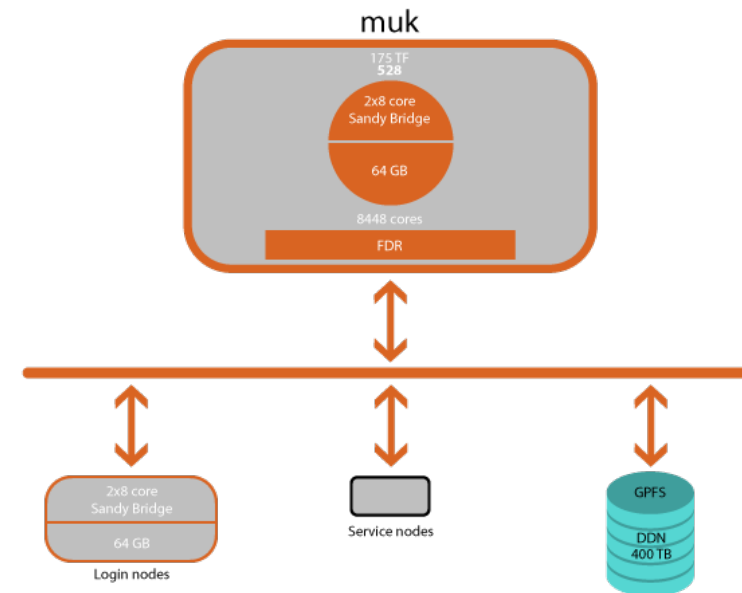 muk
175 TF
528
2x8 core
Sandy Bridge
64 GB
8448 cores
FDR
2x8 core
Sandy Bridge
64 GB
Login nodes
Service nodes
GPFS
DDN
400 TB